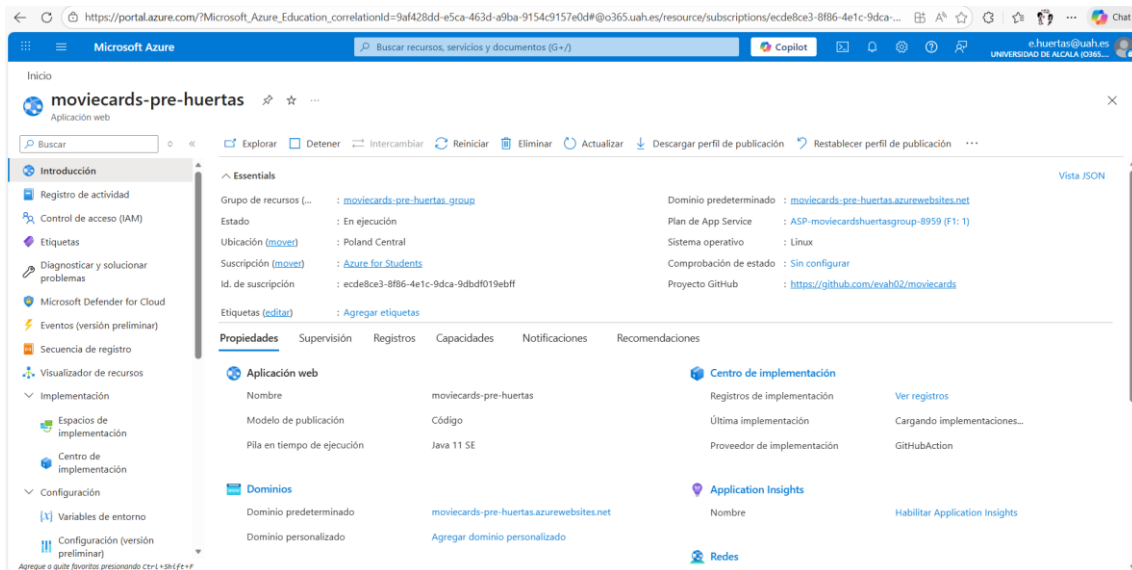 https://portal.azure.com/?Microsoft_Azure_Education_correlationId=9af428dd-e5ca-463d-a9ba-9154c9157e0d#@o365.uah.es/resource/subscriptions/ecde8ce3-8f86-4e1c-9dca-... Chat
Microsoft Azure Buscar recursos, servicios y documentos (G+/) Copilot e.huertas@uah.es
UNIVERSIDAD DE ALCALA (O365....
Inicio
moviecards-pre-huertas ...
Aplicación web
Buscar
Explorar Detener Intercambiar Reiniciar Eliminar Actualizar Descargar perfil de publicación Restablecer perfil de publicación ...
Introducción
Registro de actividad
Control de acceso (IAM)
Etiquetas
Diagnosticar y solucionar
problemas
Microsoft Defender for Cloud
Eventos (versión preliminar)
Secuencia de registro
Visualizador de recursos
Implementación
Espacios de
implementación
Centro de
implementación
Configuración
Variables de entorno
Configuración (versión
preliminar)
Essentials Vista JSON
Grupo de recursos (... : moviecards-pre-huertas_group
Estado : En ejecución
Ubicación (mover) : Poland Central
Suscripción (mover) : Azure for Students
Id. de suscripción : ecde8ce3-8f86-4e1c-9dca-9dbdf019ebff
Dominio predeterminado : moviecards-pre-huertas.azurewebsites.net
Plan de App Service : ASP-moviecardshuertasgroup-8959 (F1: 1)
Sistema operativo : Linux
Comprobación de estado : Sin configurar
Proyecto GitHub : https://github.com/evah02/moviecards
Etiquetas (editar) : Agregar etiquetas
Propiedades Supervisión Registros Capacidades Notificaciones Recomendaciones
Aplicación web
Nombre moviecards-pre-huertas
Modelo de publicación Código
Pila en tiempo de ejecución Java 11 SE
Dominios
Dominio predeterminado moviecards-pre-huertas.azurewebsites.net
Dominio personalizado Agregar dominio personalizado
Centro de implementación
Registros de implementación Ver registros
Última implementación Cargando implementaciones...
Proveedor de implementación GitHubAction
Application Insights
Nombre Habilitar Application Insights
Redes
Agregue o quite favoritos presionando Ctrl+Shift+F